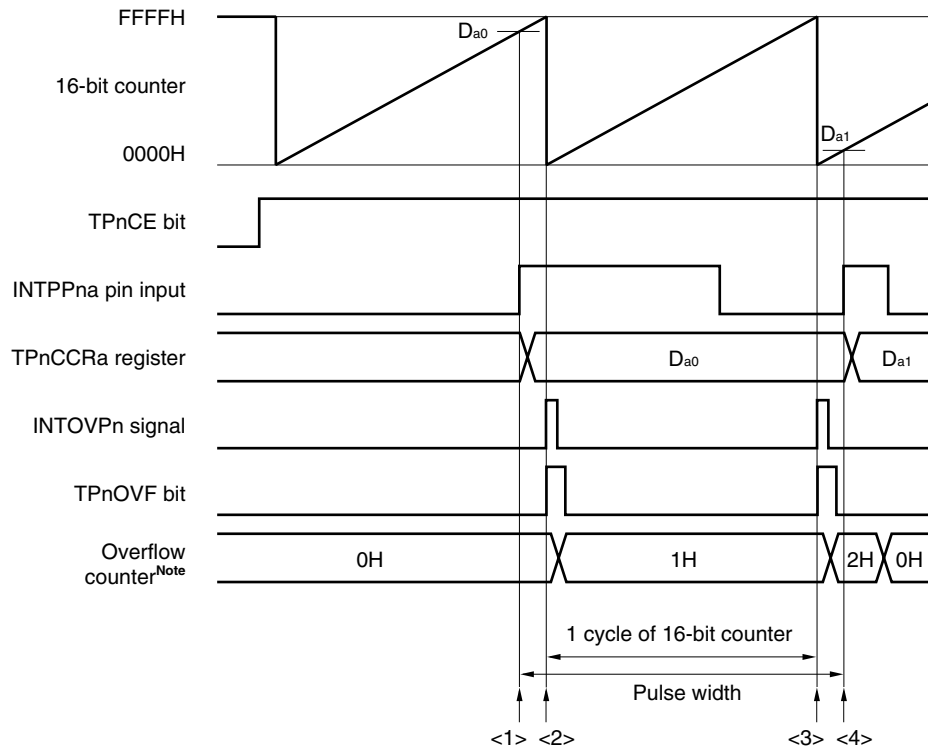 FFFFH
Da0
16-bit counter
Da1
0000H
TPnCE bit
INTPPna pin input
TPnCCRa register
Da0
Da1
INTOVPn signal
TPnOVF bit
Overflow
counterNote
0H
1H
2H
0H
1 cycle of 16-bit counter
Pulse width
<1> <2> <3> <4>